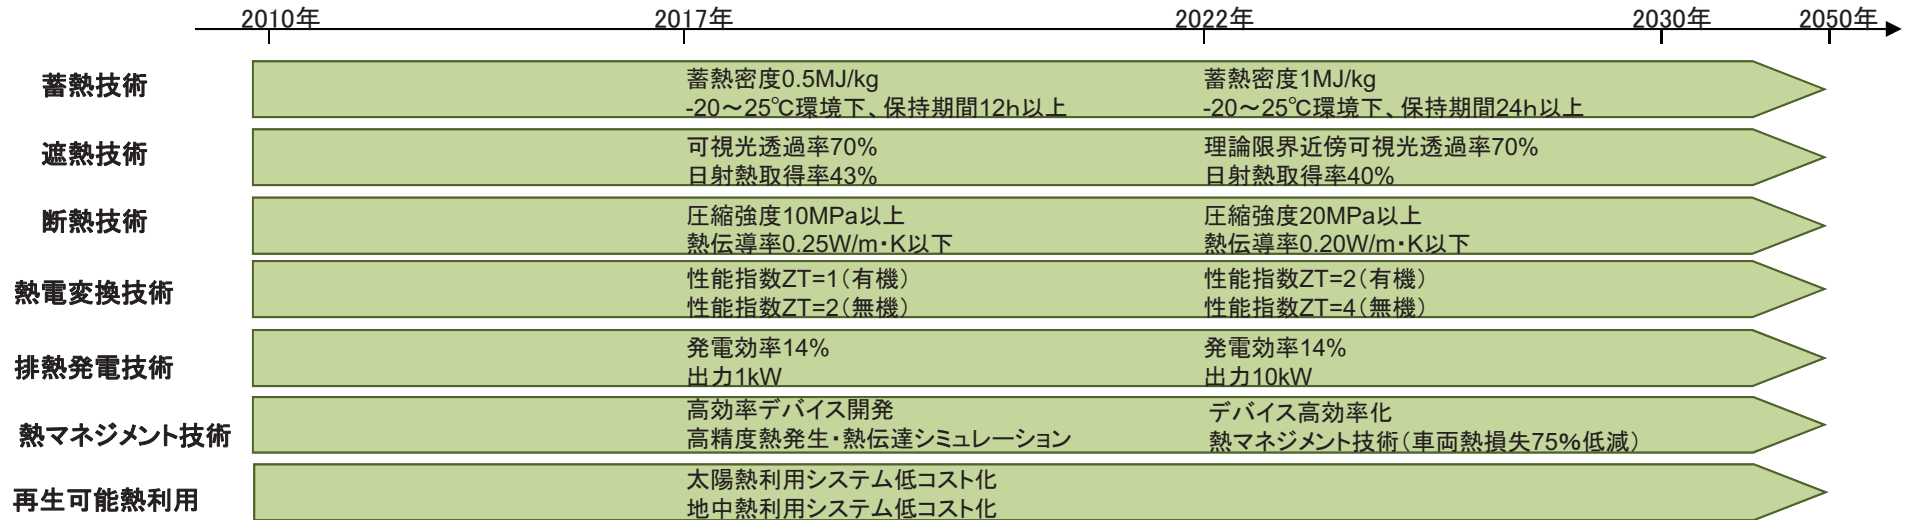 2010年 2017年 2022年 2030年 2050年
蓄熱技術
蓄熱密度0.5MJ/kg
-20～25℃環境下、保持期間12h以上
蓄熱密度1MJ/kg
-20～25℃環境下、保持期間24h以上
遮熱技術
可視光透過率70%
日射熱取得率43%
理論限界近傍可視光透過率70%
日射熱取得率40%
断熱技術
圧縮強度10MPa以上
熱伝導率0.25W/m・K以下
圧縮強度20MPa以上
熱伝導率0.20W/m・K以下
熱電変換技術
性能指数ZT=1（有機）
性能指数ZT=2（無機）
性能指数ZT=2（有機）
性能指数ZT=4（無機）
排熱発電技術
発電効率14%
出力1kW
発電効率14%
出力10kW
熱マネジメント技術
高効率デバイス開発
高精度熱発生・熱伝達シミュレーション
デバイス高効率化
熱マネジメント技術（車両熱損失75%低減）
再生可能熱利用
太陽熱利用システム低コスト化
地中熱利用システム低コスト化